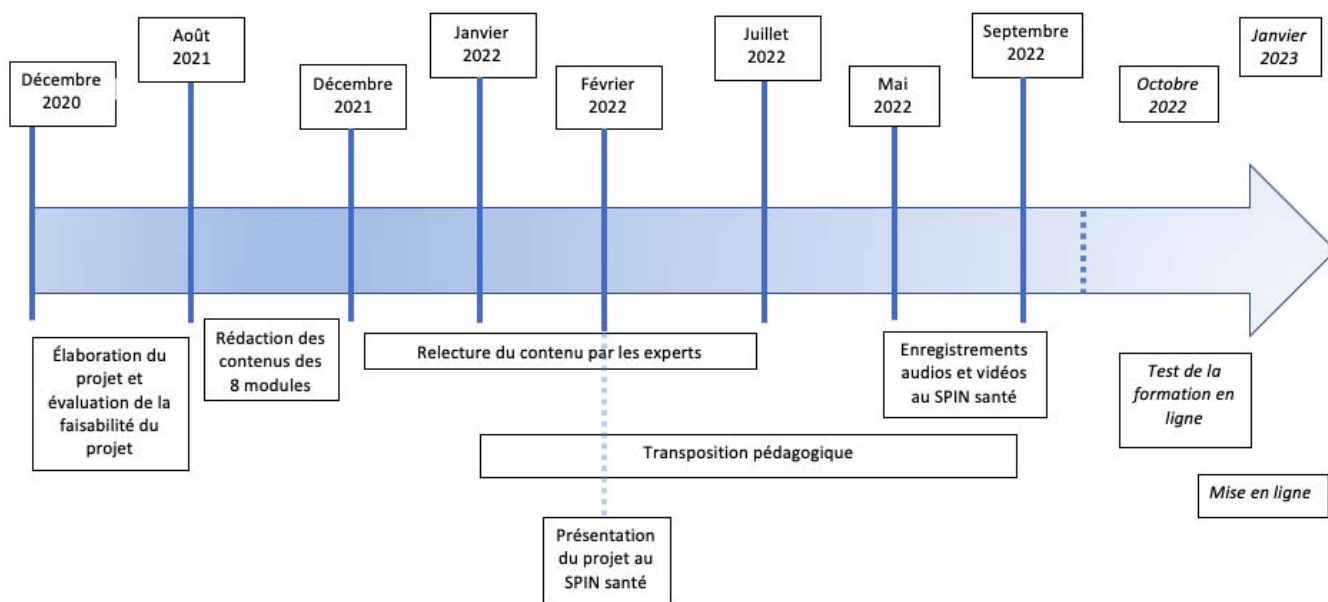 Décembre
2020
Août
2021
Décembre
2021
Janvier
2022
Février
2022
Juillet
2022
Mai
2022
Septembre
2022
Octobre
2022
Janvier
2023
Élaboration du
projet et
évaluation de la
faisabilité du
projet
Rédaction des
contenus des
8 modules
Relecture du contenu par les experts
Enregistrements
audios et vidéos
au SPIN santé
Test de la
formation en
ligne
Transposition pédagogique
Mise en ligne
Présentation
du projet au
SPIN santé